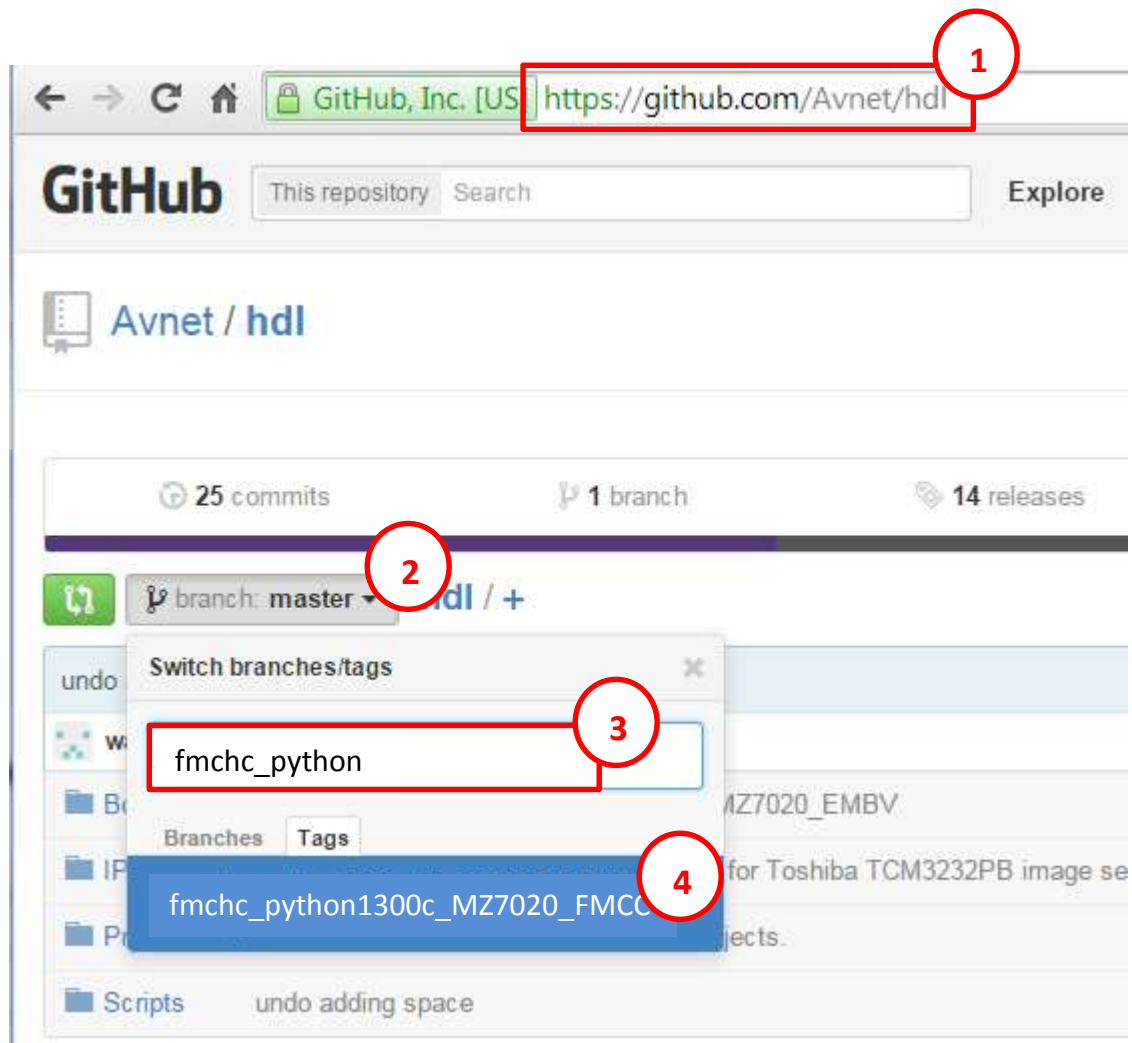 1
GitHub, Inc. [US] https://github.com/Avnet/hdl
GitHub This repository Search Explore
Avnet / hdl
25 commits 1 branch 14 releases
2
branch: master hdl / +
Switch branches/tags
undo
3
fmchc_python
MZ7020_EMBV
Branches Tags
4
IP for Toshiba TCM3232PB image se
fmchc_python1300c_MZ7020_FMCC
Pr jects.
Scripts undo adding space